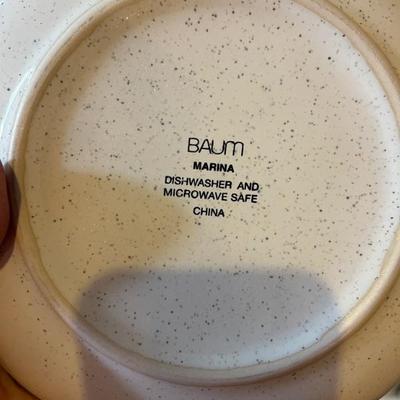 BAUM
MARINA
DISHWASHER AND
MICROWAVE SAFE
CHINA